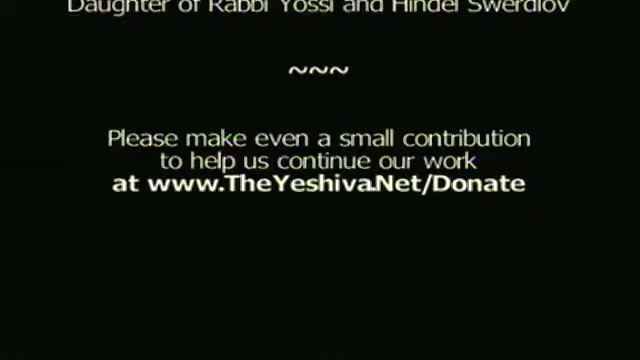 Daughter of Rabbi Yossi and Hindel Swerdlov
~~~
Please make even a small contribution
to help us continue our work
at www.TheYeshiva.Net/Donate